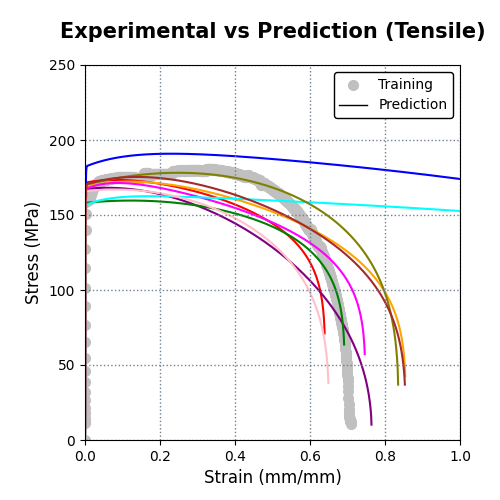 Experimental vs Prediction (Tensile)
250
200
150
100
50
0
Stress (MPa)
Training
Prediction
0.0 0.2 0.4 0.6 0.8 1.0
Strain (mm/mm)